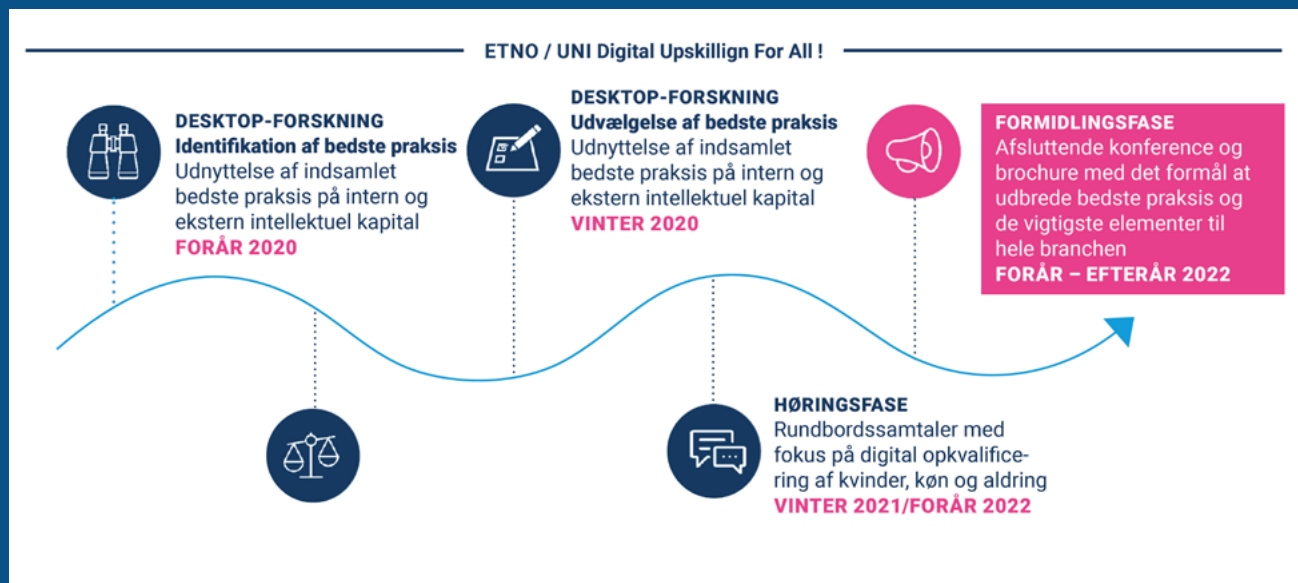 ETNO / UNI Digital Upskillign For All !
DESKTOP-FORSKNING
Identifikation af bedste praksis
Udnyttelse af indsamlet
bedste praksis på intern og
ekstern intellektuel kapital
FORÅR 2020
DESKTOP-FORSKNING
Udvælgelse af bedste praksis
Udnyttelse af indsamlet
bedste praksis på intern og
ekstern intellektuel kapital
VINTER 2020
FORMIDLINGSFASE
Afsluttende konference og
brochure med det formål at
udbrede bedste praksis og
de vigtigste elementer til
hele branchen
FORÅR – EFTERÅR 2022
HØRINGSFASE
Rundbordssamtaler med
fokus på digital opkvalifice-
ring af kvinder, køn og aldring
VINTER 2021/FORÅR 2022